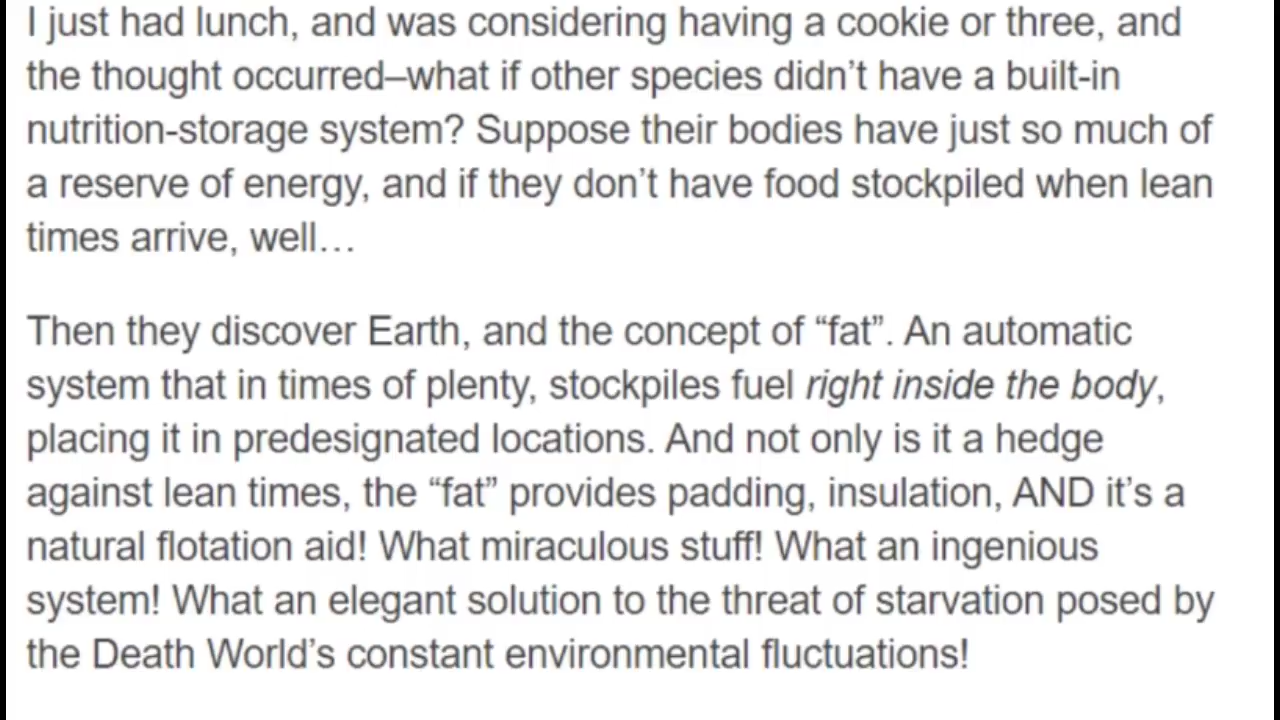 I just had lunch, and was considering having a cookie or three, and
the thought occurred–what if other species didn’t have a built-in
nutrition-storage system? Suppose their bodies have just so much of
a reserve of energy, and if they don’t have food stockpiled when lean
times arrive, well…
Then they discover Earth, and the concept of “fat”. An automatic
system that in times of plenty, stockpiles fuel right inside the body,
placing it in predesignated locations. And not only is it a hedge
against lean times, the “fat” provides padding, insulation, AND it’s a
natural flotation aid! What miraculous stuff! What an ingenious
system! What an elegant solution to the threat of starvation posed by
the Death World’s constant environmental fluctuations!